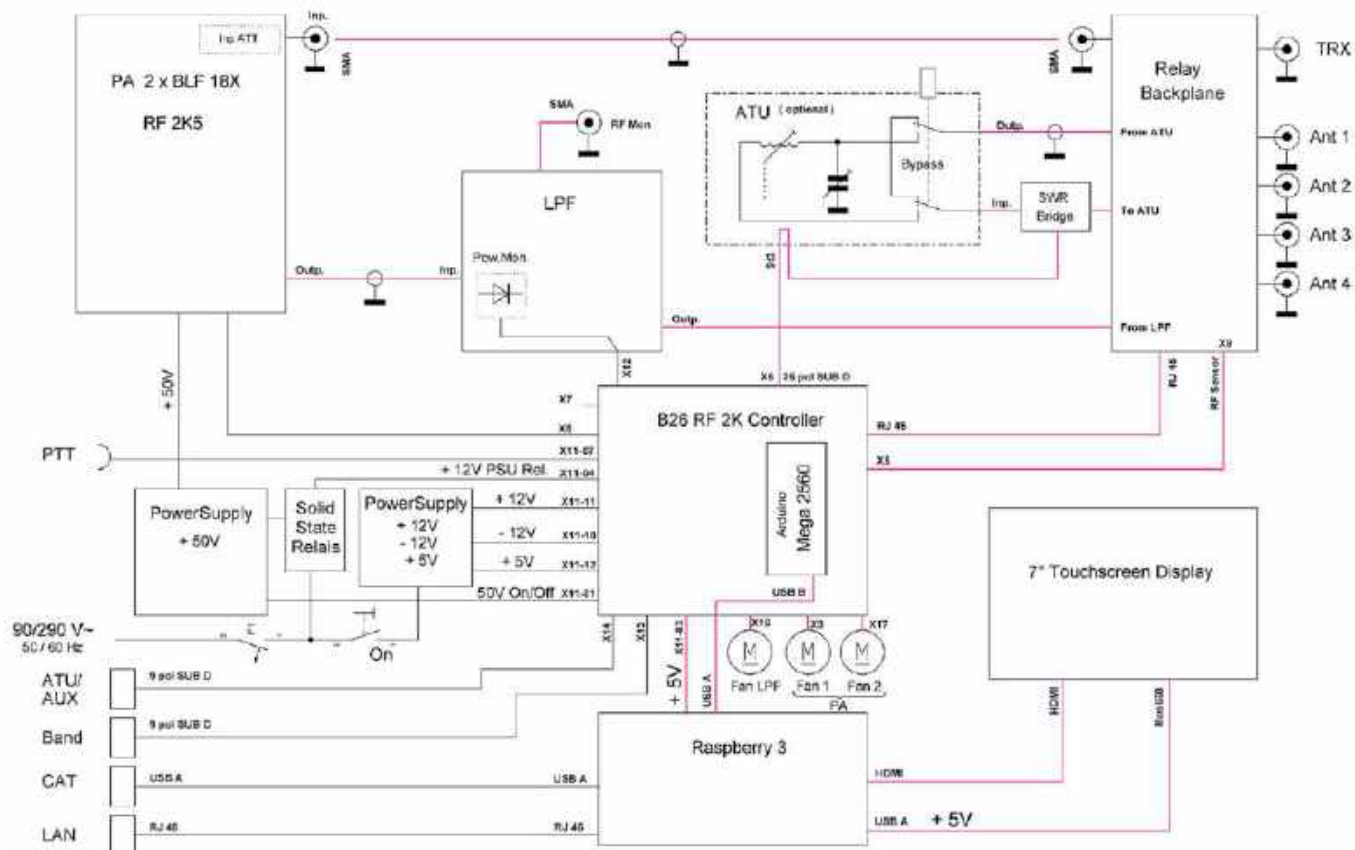 Inp.
Inp.ATT
TRX
PA 2 x BLF 18X
SMA
SMA
Relay
Backplane
RF 2K5
SMA
RF Mon
ATU (optional)
Outp.
From ATU
Ant 1
Bypass
LPF
Ant 2
Inp.
SWR
Bridge
To ATU
Ant 3
Pow.Mon.
Outp.
Inp.
Ant 4
Outp.
From LPF
X9
X12
X6
25 pol SUB D
RJ 45
RF Sensor
+ 50V
X7
B26 RF 2K Controller
X8
RJ 45
PTT
X11-07
+ 12V PSU Rel.
X11-04
X5
PowerSupply
+ 50V
Solid
State
Relais
PowerSupply
+ 12V
- 12V
+ 5V
+ 12V
X11-11
- 12V
X11-10
+ 5V
X11-12
Arduino
Mega 2560
7" Touchscreen Display
50V On/Off
X11-01
USB B
90/290 V~
50 / 60 Hz
F1
On
X14
X13
X11-03
X17
ATU/
AUX
9 pol SUB D
+ 5V
USB A
M
M
M
Fan LPF
Fan 1
Fan 2
PA
HDMI
Band
9 pol SUB D
Raspberry 3
CAT
USB A
USB A
HDMI
LAN
RJ 45
RJ 45
USB A
+ 5V